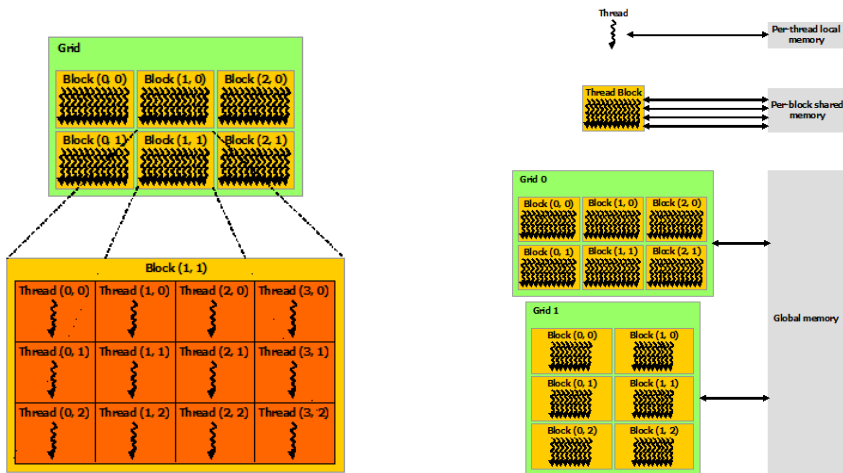 Grid
Block (0, 0) Block (1, 0) Block (2, 0)
Block (0, 1) Block (1, 1) Block (2, 1)
Block (1, 1)
Thread (0, 0) Thread (1, 0) Thread (2, 0) Thread (3, 0)
Thread (0, 1) Thread (1, 1) Thread (2, 1) Thread (3, 1)
Thread (0, 2) Thread (1, 2) Thread (2, 2) Thread (3, 2)
Thread
Per-thread local
memory
Thread Block
Per-block shared
memory
Grid 0
Block (0, 0) Block (1, 0) Block (2, 0)
Block (0, 1) Block (1, 1) Block (2, 1)
Grid 1
Block (0, 0) Block (1, 0)
Block (0, 1) Block (1, 1)
Block (0, 2) Block (1, 2)
Global memory